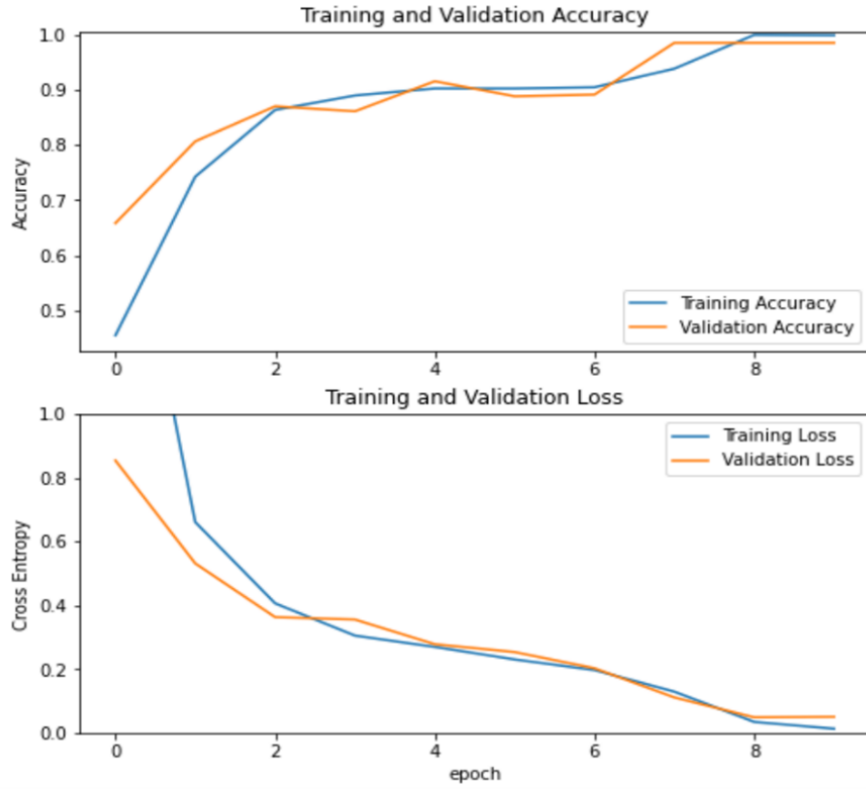 Training and Validation Accuracy
1.0
0.9
0.8
0.7
0.6
0.5
Accuracy
Training Accuracy
Validation Accuracy
0 2 4 6 8
Training and Validation Loss
1.0
0.8
0.6
0.4
0.2
0.0
Cross Entropy
Training Loss
Validation Loss
0 2 4 6 8
epoch